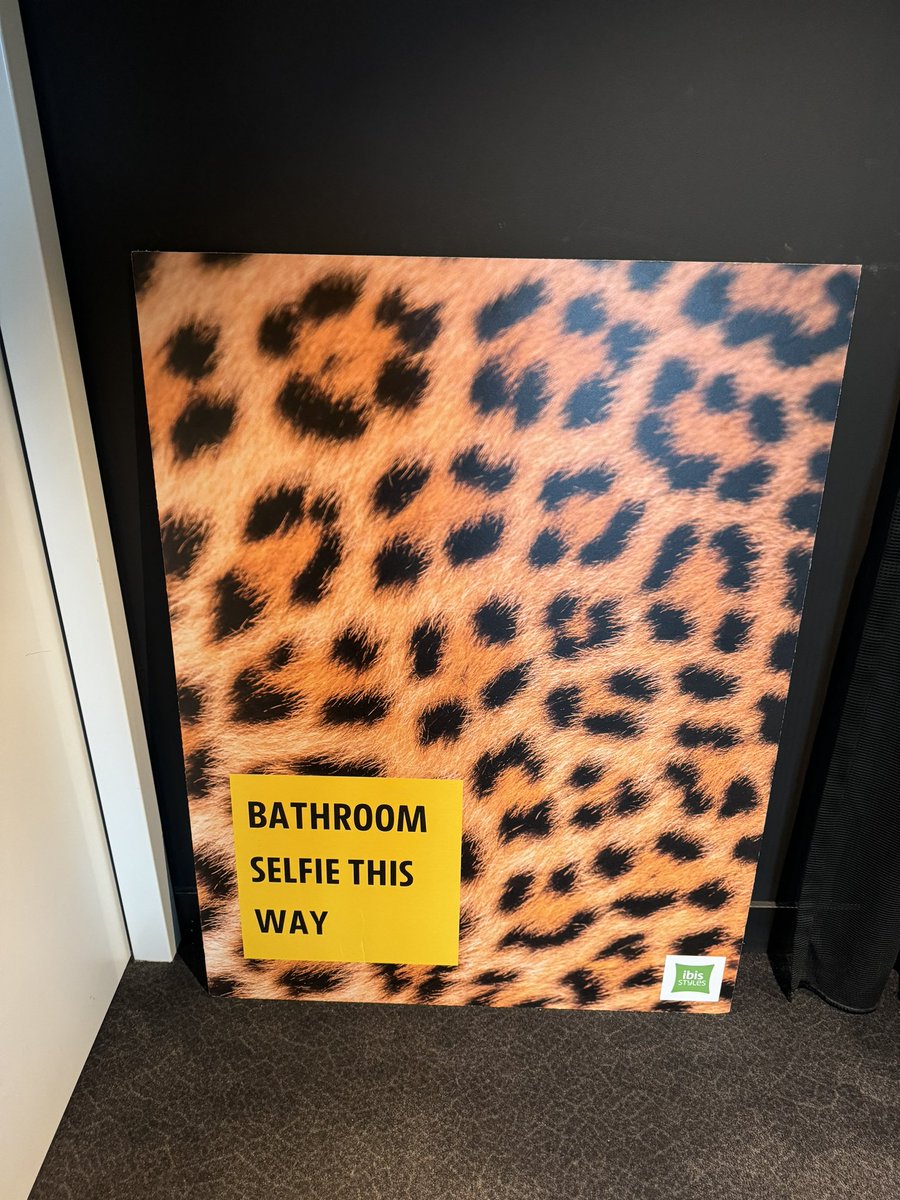 BATHROOM
SELFIE THIS
WAY
ibis
STYLES